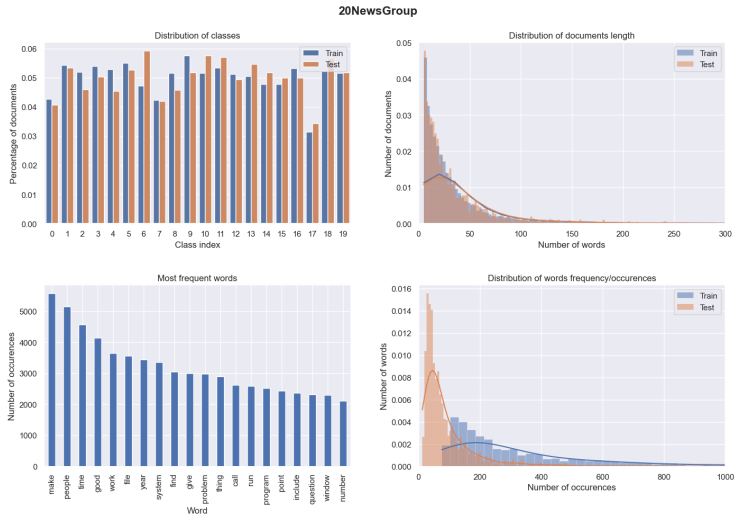 20NewsGroup
Distribution of classes
Train
Test
Percentage of documents
0.06
0.05
0.04
0.03
0.02
0.01
0.00
0 1 2 3 4 5 6 7 8 9 10 11 12 13 14 15 16 17 18 19
Class index
Distribution of documents length
Train
Test
Number of documents
0.05
0.04
0.03
0.02
0.01
0.00
0 50 100 150 200 250 300
Number of words
Most frequent words
Number of occurences
5000
4000
3000
2000
1000
0
make people time good work file year system find give problem thing call run program point include question window number
Word
Distribution of words frequency/occurences
Train
Test
Number of words
0.016
0.014
0.012
0.010
0.008
0.006
0.004
0.002
0.000
0 200 400 600 800 1000
Number of occurences